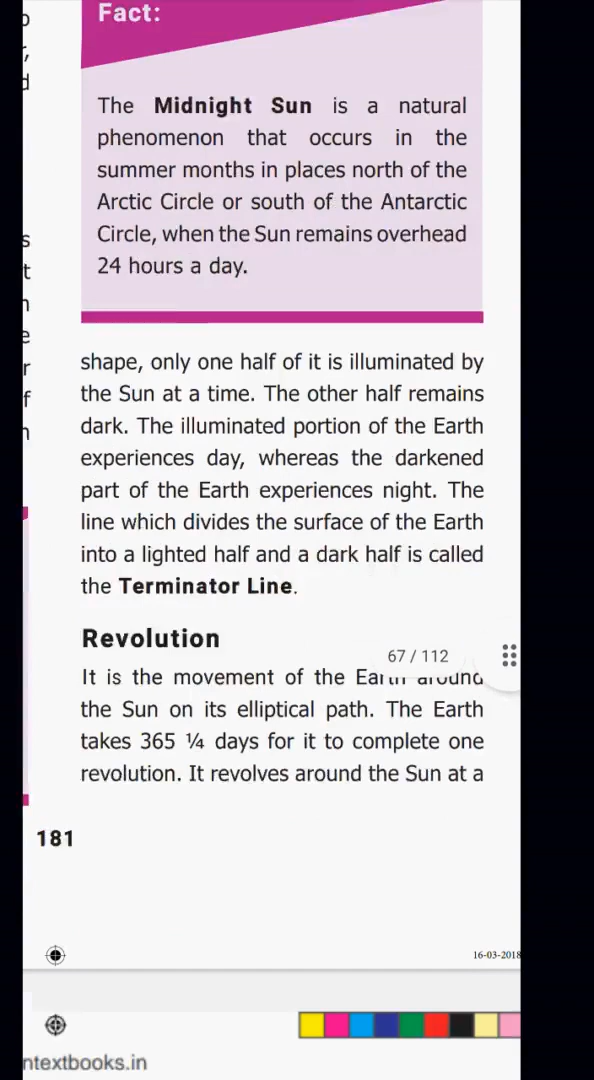 Fact:
The Midnight Sun is a natural
phenomenon that occurs in the
summer months in places north of the
Arctic Circle or south of the Antarctic
Circle, when the Sun remains overhead
24 hours a day.
shape, only one half of it is illuminated by
the Sun at a time. The other half remains
dark. The illuminated portion of the Earth
experiences day, whereas the darkened
part of the Earth experiences night. The
line which divides the surface of the Earth
into a lighted half and a dark half is called
the Terminator Line.
Revolution
67 / 112
It is the movement of the Earth around
the Sun on its elliptical path. The Earth
takes 365 ¼ days for it to complete one
revolution. It revolves around the Sun at a
181
16-03-2018
ntextbooks.in